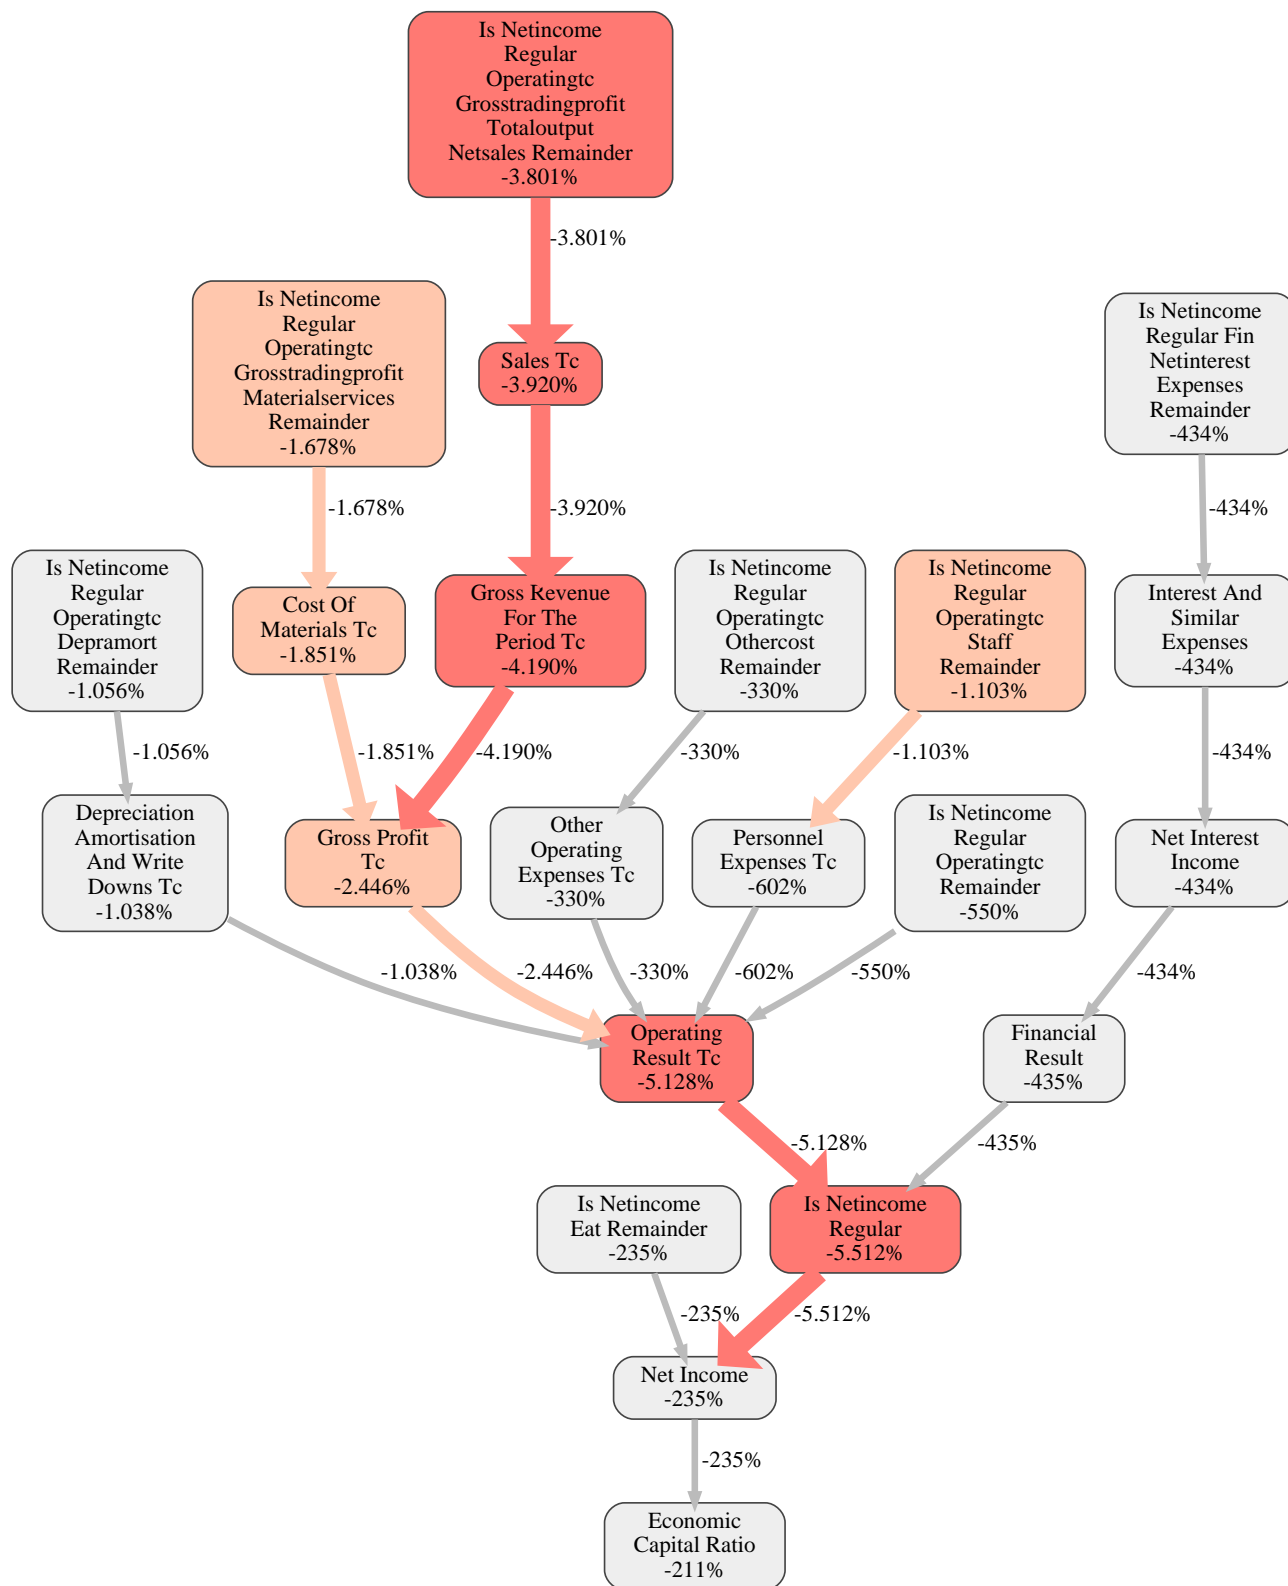 Is Netincome
Regular
Operatingtc
Grosstradingprofit
Totaloutput
Netsales Remainder
-3.801%
-3.801%
Is Netincome
Regular
Operatingtc
Grosstradingprofit
Materialservices
Remainder
-1.678%
Sales Tc
-3.920%
Is Netincome
Regular Fin
Netinterest
Expenses
Remainder
-434%
-1.678%
-3.920%
-434%
Is Netincome
Regular
Operatingtc
Depramort
Remainder
-1.056%
Cost Of
Materials Tc
-1.851%
Gross Revenue
For The
Period Tc
-4.190%
Is Netincome
Regular
Operatingtc
Othercost
Remainder
-330%
Is Netincome
Regular
Operatingtc
Staff
Remainder
-1.103%
Interest And
Similar
Expenses
-434%
-1.056%
-1.851%
-4.190%
-330%
-1.103%
-434%
Depreciation
Amortisation
And Write
Downs Tc
-1.038%
Gross Profit
Tc
-2.446%
Other
Operating
Expenses Tc
-330%
Personnel
Expenses Tc
-602%
Is Netincome
Regular
Operatingtc
Remainder
-550%
Net Interest
Income
-434%
-1.038%
-2.446%
-330%
-602%
-550%
-434%
Operating
Result Tc
-5.128%
Financial
Result
-435%
-5.128%
-435%
Is Netincome
Eat Remainder
-235%
Is Netincome
Regular
-5.512%
-235%
-5.512%
Net Income
-235%
-235%
Economic
Capital Ratio
-211%